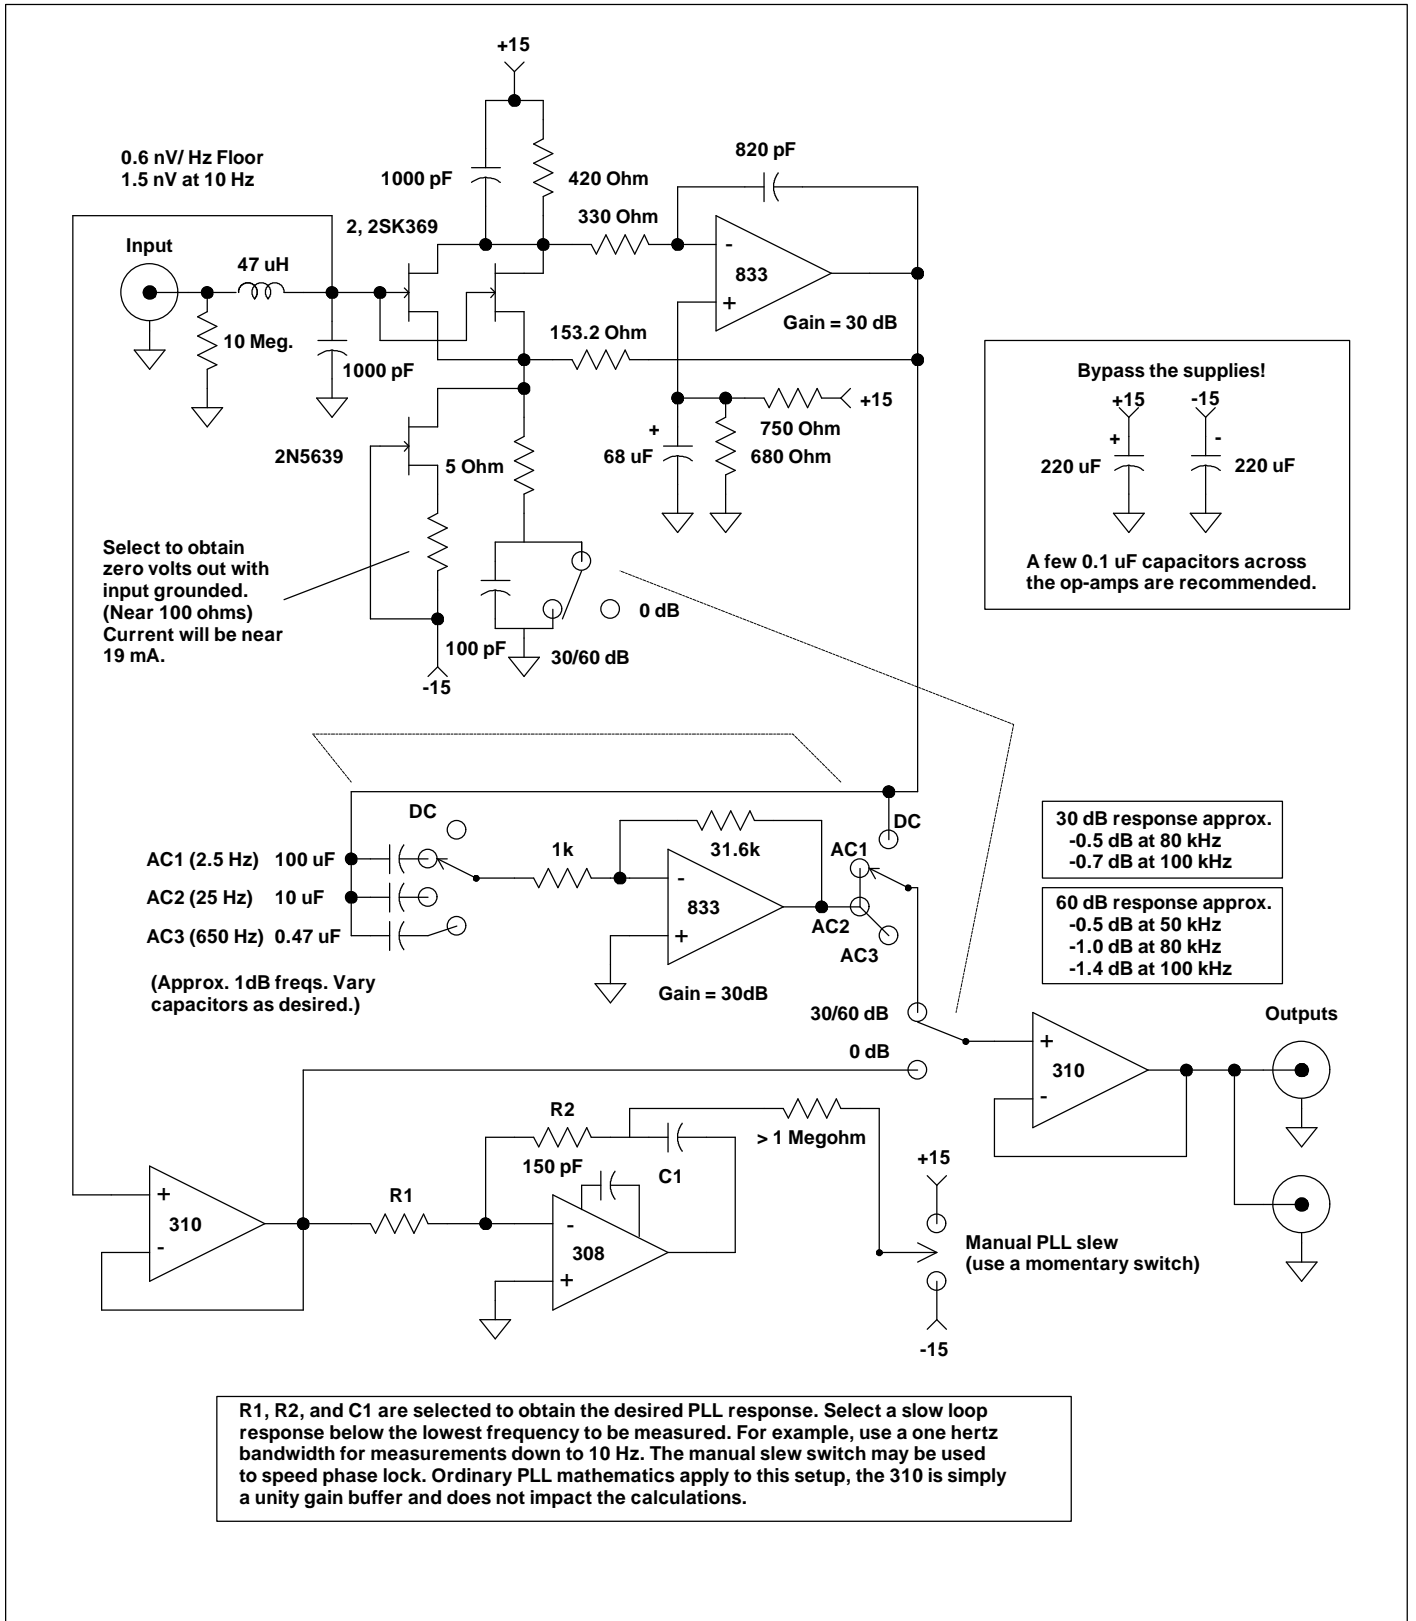 +15
0.6 nV/ Hz Floor
1.5 nV at 10 Hz
1000 pF
420 Ohm
820 pF
2, 2SK369
330 Ohm
Input
47 uH
-
833
+
Gain = 30 dB
10 Meg.
1000 pF
153.2 Ohm
+15
750 Ohm
680 Ohm
+
68 uF
2N5639
5 Ohm
Bypass the supplies!
+15
-15
+
-
220 uF
220 uF
A few 0.1 uF capacitors across
the op-amps are recommended.
Select to obtain
zero volts out with
input grounded.
(Near 100 ohms)
Current will be near
19 mA.
0 dB
100 pF
30/60 dB
-15
DC
DC
AC1 (2.5 Hz)
100 uF
AC2 (25 Hz)
10 uF
AC3 (650 Hz)
0.47 uF
(Approx. 1dB freqs. Vary
capacitors as desired.)
1k
31.6k
-
833
+
Gain = 30dB
AC1
AC2
AC3
30 dB response approx.
-0.5 dB at 80 kHz
-0.7 dB at 100 kHz
60 dB response approx.
-0.5 dB at 50 kHz
-1.0 dB at 80 kHz
-1.4 dB at 100 kHz
30/60 dB
0 dB
+
310
-
Outputs
R2
150 pF
C1
> 1 Megohm
+
310
-
R1
-
308
+
+15
Manual PLL slew
(use a momentary switch)
-15
R1, R2, and C1 are selected to obtain the desired PLL response. Select a slow loop
response below the lowest frequency to be measured. For example, use a one hertz
bandwidth for measurements down to 10 Hz. The manual slew switch may be used
to speed phase lock. Ordinary PLL mathematics apply to this setup, the 310 is simply
a unity gain buffer and does not impact the calculations.